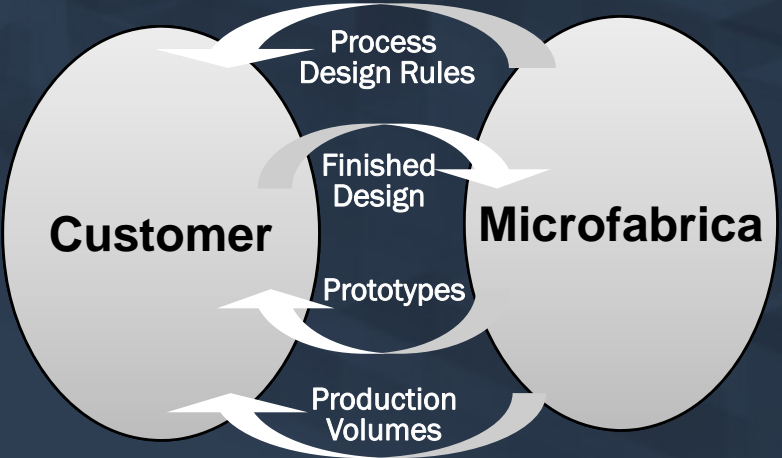 Process
Design Rules
Finished
Design
Customer
Microfabrica
Prototypes
Production
Volumes